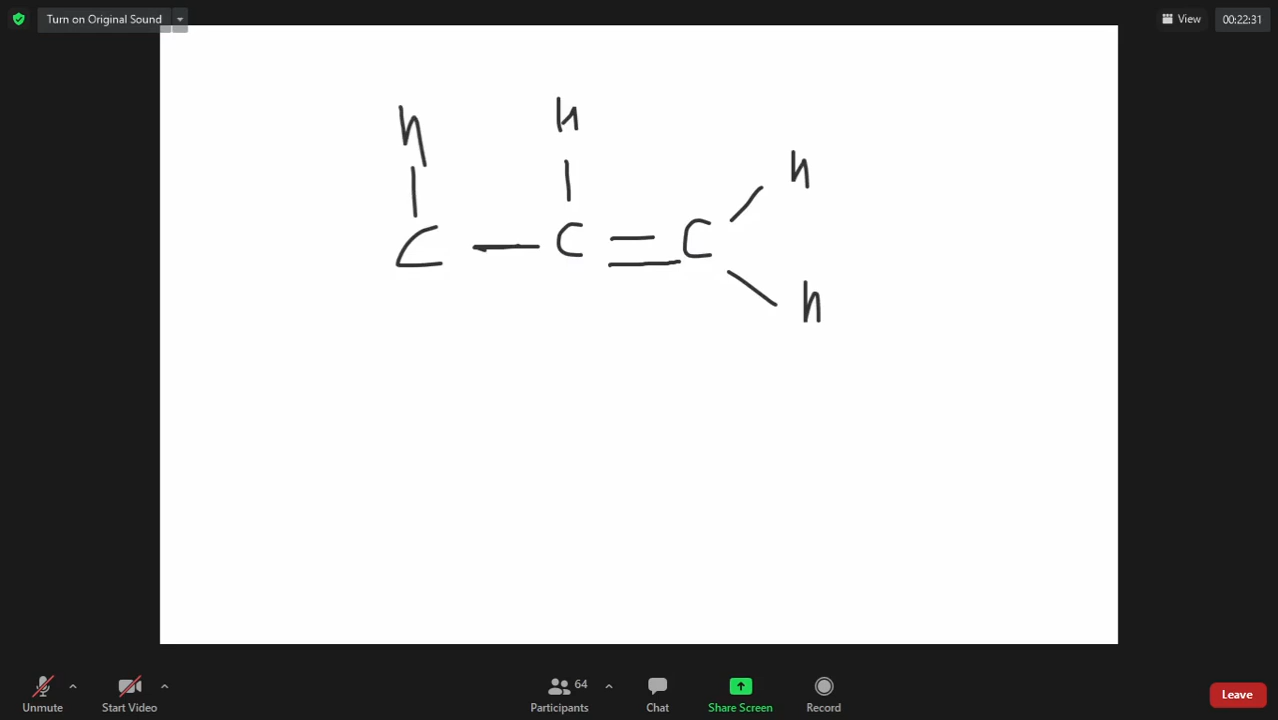 Turn on Original Sound
View
00:22:31
H H
H
C — C = C
H
Unmute
Start Video
64
Participants
Chat
Share Screen
Record
Leave